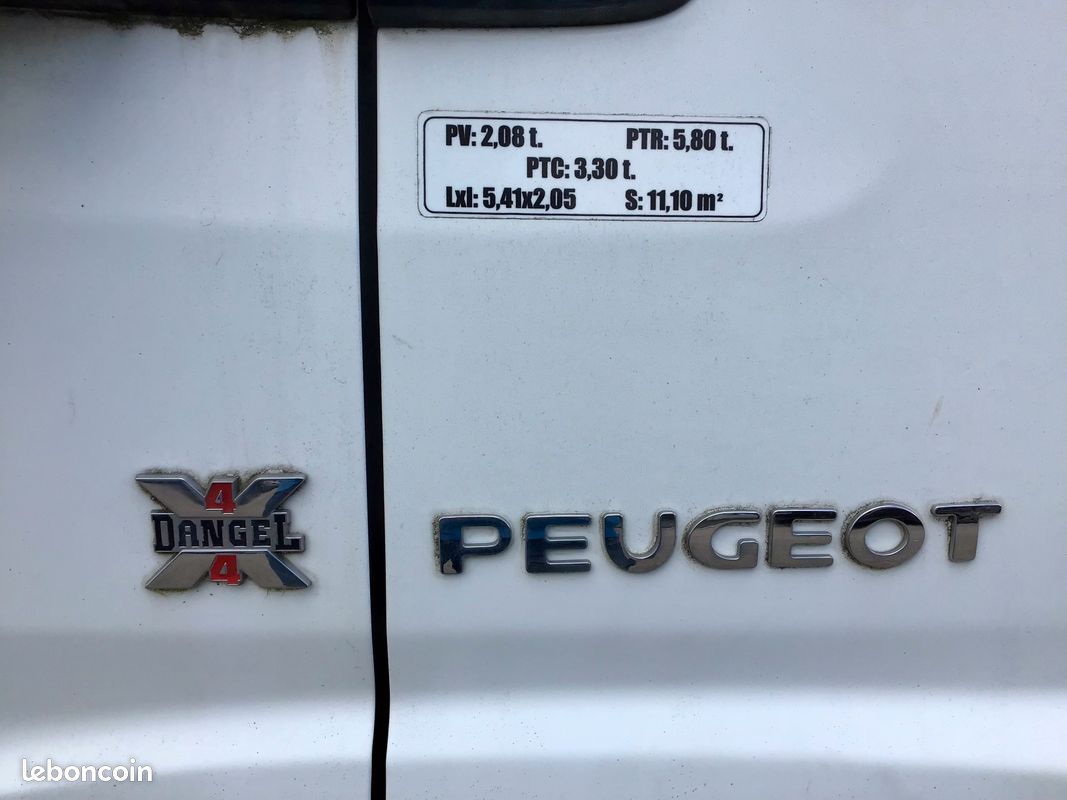 PV: 2,08 t. PTR: 5,80 t.
PTC: 3,30 t.
Lxl: 5,41x2,05 S: 11,10 m²
4
DANGEL
4
PEUGEOT
leboncoin